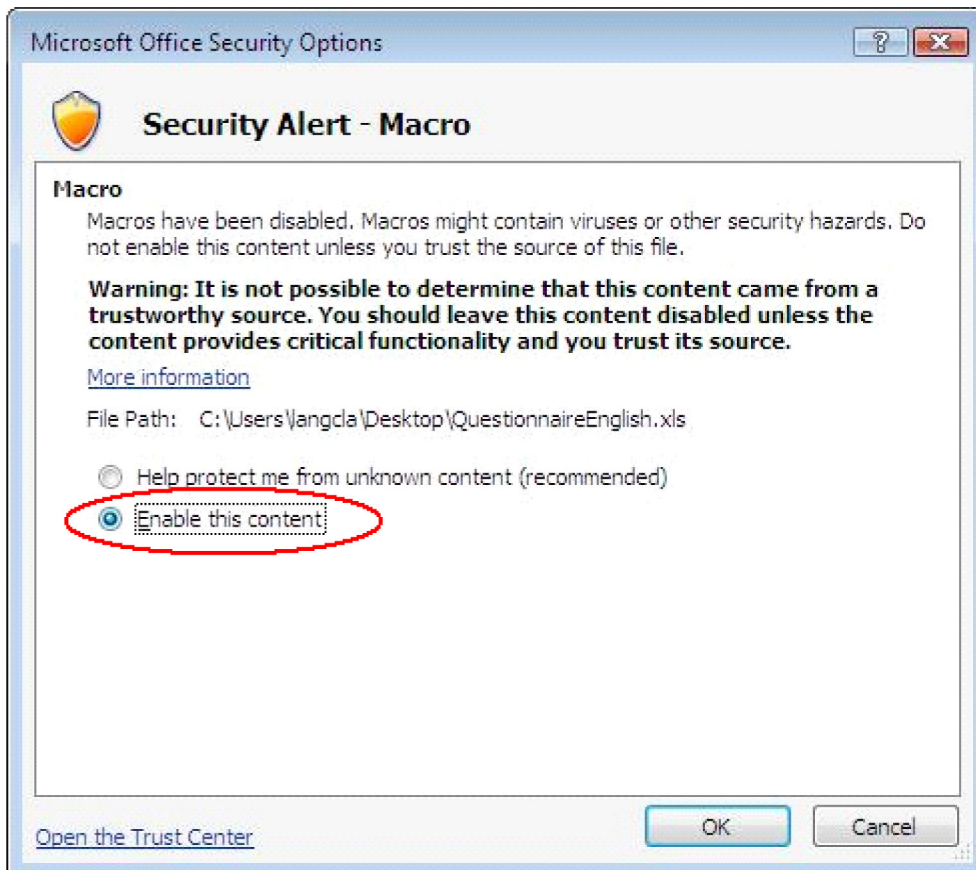 Microsoft Office Security Options
Security Alert - Macro
Macro
Macros have been disabled. Macros might contain viruses or other security hazards. Do
not enable this content unless you trust the source of this file.
Warning: It is not possible to determine that this content came from a
trustworthy source. You should leave this content disabled unless the
content provides critical functionality and you trust its source.
More information
File Path: C:\Users\langcla\Desktop\QuestionnaireEnglish.xls
Help protect me from unknown content (recommended)
Enable this content
Open the Trust Center
OK
Cancel